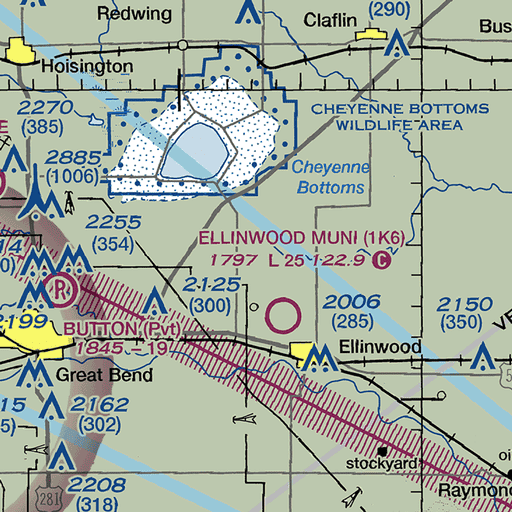 Redwing
Claflin
(290)
Hoisington
2270
(385)
CHEYENNE BOTTOMS
WILDLIFE AREA
2885
(1006)
Cheyenne
Bottoms
2255
(354)
ELLINWOOD MUNI (1K6)
1797 L 25 122.9 C
2125
(300)
R
2006
(285)
2150
(350)
2199
BUTTON (Pvt)
1845 - 19
Ellinwood
Great Bend
2162
(302)
stockyard
281
2208
(318)